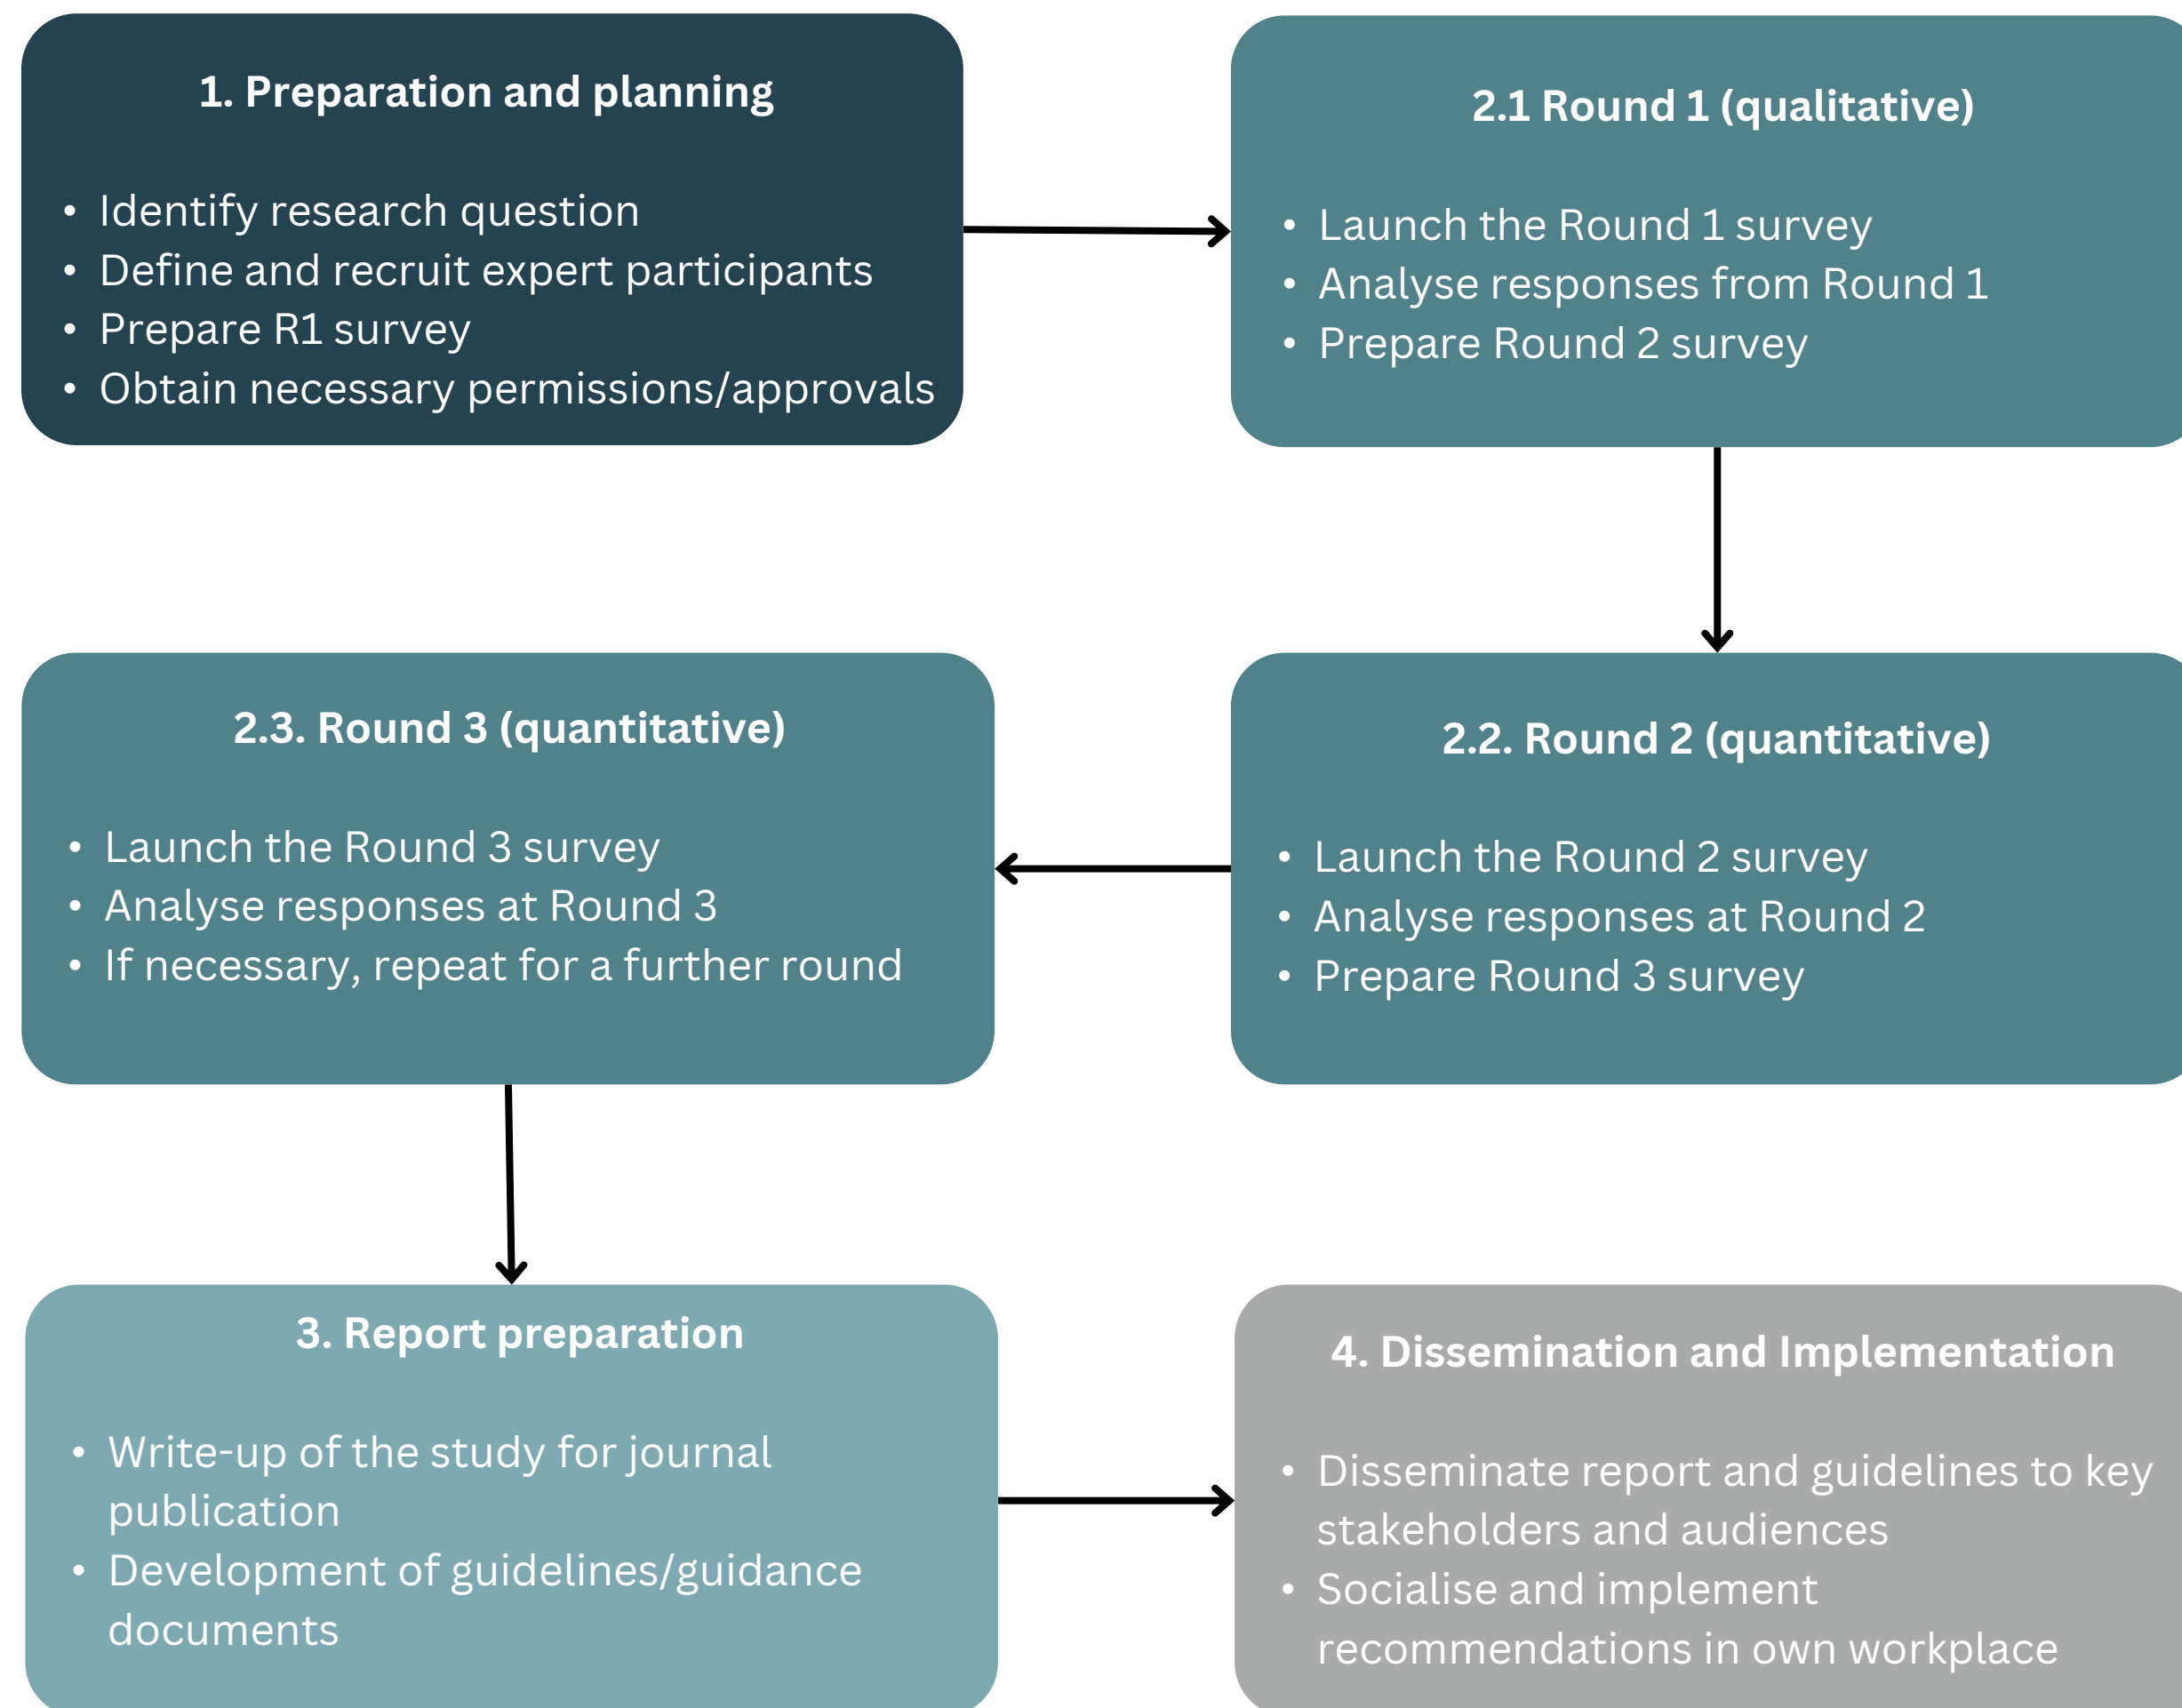 1. Preparation and planning
• Identify research question
• Define and recruit expert participants
• Prepare R1 survey
• Obtain necessary permissions/approvals
2.1 Round 1 (qualitative)
• Launch the Round 1 survey
• Analyse responses from Round 1
• Prepare Round 2 survey
2.2. Round 2 (quantitative)
• Launch the Round 2 survey
• Analyse responses at Round 2
• Prepare Round 3 survey
2.3. Round 3 (quantitative)
• Launch the Round 3 survey
• Analyse responses at Round 3
• If necessary, repeat for a further round
3. Report preparation
• Write-up of the study for journal
publication
• Development of guidelines/guidance
documents
4. Dissemination and Implementation
• Disseminate report and guidelines to key
stakeholders and audiences
• Socialise and implement
recommendations in own workplace